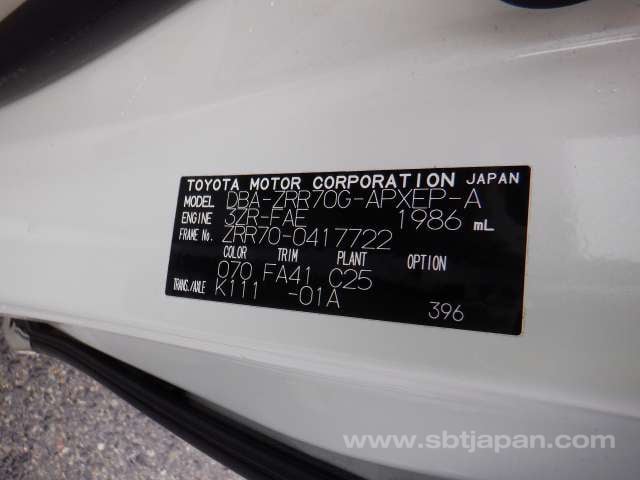 TOYOTA MOTOR CORPORATION JAPAN
MODEL DBA-ZRR70G-APXEP-A
ENGINE 3ZR-FAE 1986 mL
FRAME No. ZRR70-0417722
COLOR TRIM PLANT OPTION
070 FA41 C25
TRANS./AXLE K111 -01A
396
www.sbtjapan.com